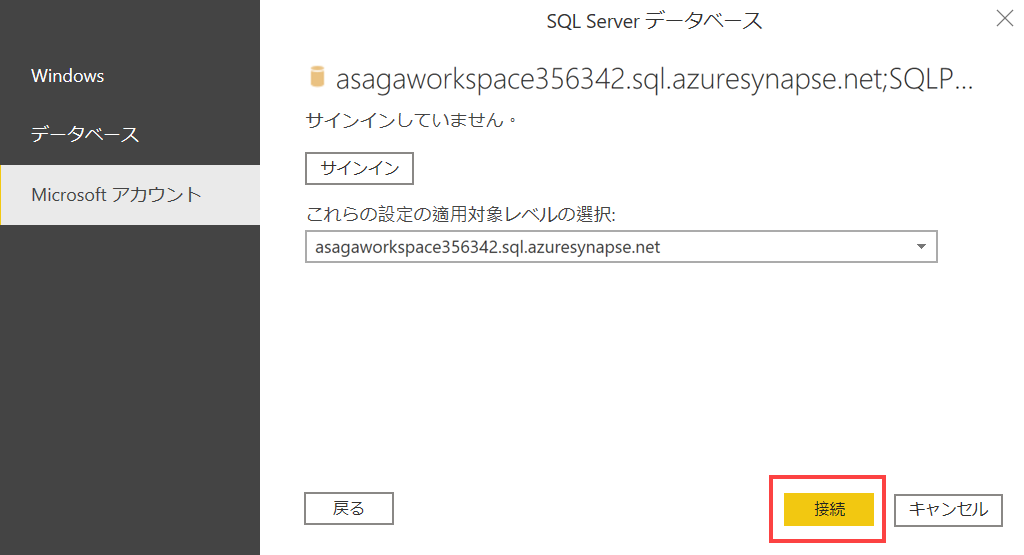 SQL Server データベース
Windows
データベース
Microsoft アカウント
asagaworkspace356342.sql.azuresynapse.net;SQLP...
サインインしていません。
サインイン
これらの設定の適用対象レベルの選択:
asagaworkspace356342.sql.azuresynapse.net
戻る
接続
キャンセル